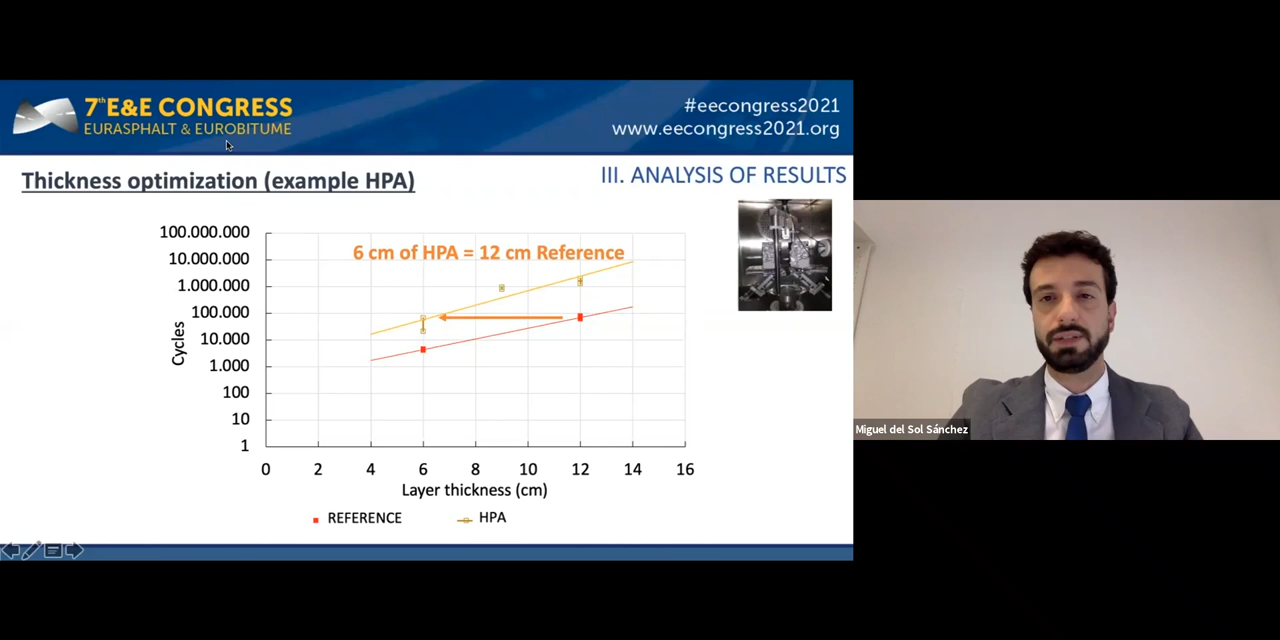 7th E&E CONGRESS
EURASPHALT & EUROBITUME
#eecongress2021
www.eecongress2021.org
Thickness optimization (example HPA)
III. ANALYSIS OF RESULTS
6 cm of HPA = 12 cm Reference
100.000.000
10.000.000
1.000.000
100.000
10.000
1.000
100
10
1
Cycles
0 2 4 6 8 10 12 14 16
Layer thickness (cm)
REFERENCE HPA
Miguel del Sol Sánchez